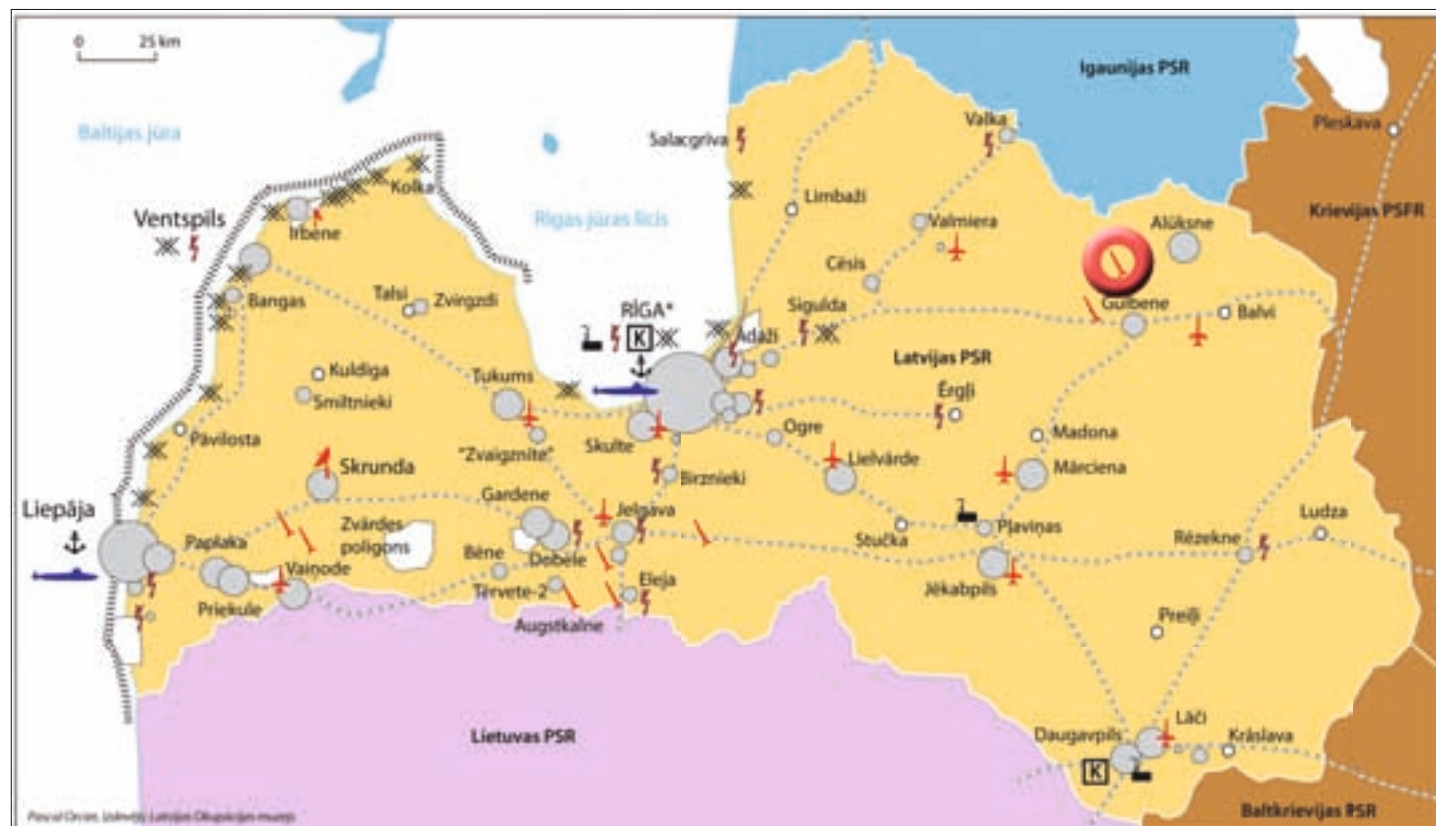 0 25 km
Igaunijas PSR
Baltijas jūra
Salacgrīva
Valka
Pleskava
Kolka
Limbaži
Ventspils
Rīgas jūras līcis
Valmiera
Alūksne
Krievijas PSFR
Irbene
Cēsis
Talsi
Zvirgzdi
Bangas
RĪGA*
Sigulda
Gulbene
Balvi
K
Ādaži
Latvijas PSR
Kuldīga
Tukums
Ērgļi
Smiltnieki
Pāvilosta
Skulte
Ogre
Madona
"Zvaigznīte"
Lielvārde
Mārciena
Skrunda
Birznieki
Liepāja
Gardene
Jelgava
Zvārdes
poligons
Pļaviņas
Ludza
Paplaka
Stučka
Rēzekne
Bēne
Dobele
Vaiņode
Tērvete-2
Eleja
Jēkabpils
Priekule
Augstkalne
Preiļi
Lietuvas PSR
Daugavpils
Lāči
Krāslava
K
Baltkrievijas PSR
Latvijas Okupācijas muzejs